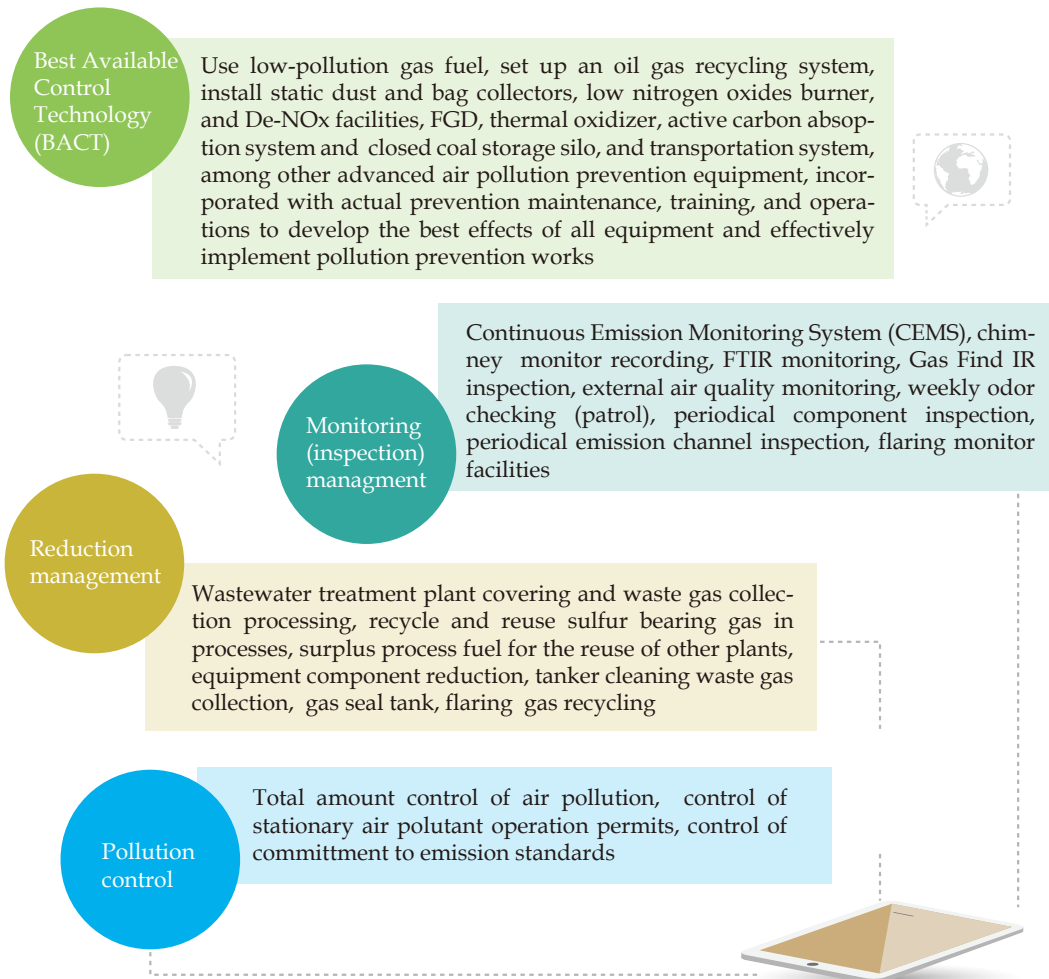 Best Available
Control
Technology
(BACT)
Use low-pollution gas fuel, set up an oil gas recycling system,
install static dust and bag collectors, low nitrogen oxides burner,
and De-NOx facilities, FGD, thermal oxidizer, active carbon absop-
tion system and closed coal storage silo, and transportation system,
among other advanced air pollution prevention equipment, incor-
porated with actual prevention maintenance, training, and opera-
tions to develop the best effects of all equipment and effectively
implement pollution prevention works
Monitoring
(inspection)
managment
Continuous Emission Monitoring System (CEMS), chim-
ney monitor recording, FTIR monitoring, Gas Find IR
inspection, external air quality monitoring, weekly odor
checking (patrol), periodical component inspection,
periodical emission channel inspection, flaring monitor
facilities
Reduction
management
Wastewater treatment plant covering and waste gas collec-
tion processing, recycle and reuse sulfur bearing gas in
processes, surplus process fuel for the reuse of other plants,
equipment component reduction, tanker cleaning waste gas
collection, gas seal tank, flaring gas recycling
Pollution
control
Total amount control of air pollution, control of
stationary air polutant operation permits, control of
committment to emission standards